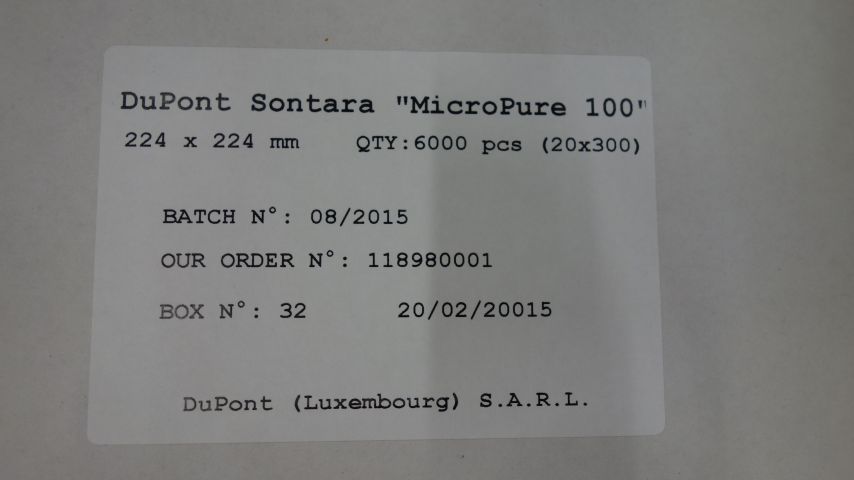 DuPont Sontara "MicroPure 100"
224 x 224 mm QTY:6000 pcs (20x300)
BATCH N°: 08/2015
OUR ORDER N°: 118980001
BOX N°: 32 20/02/20015
DuPont (Luxembourg) S.A.R.L.